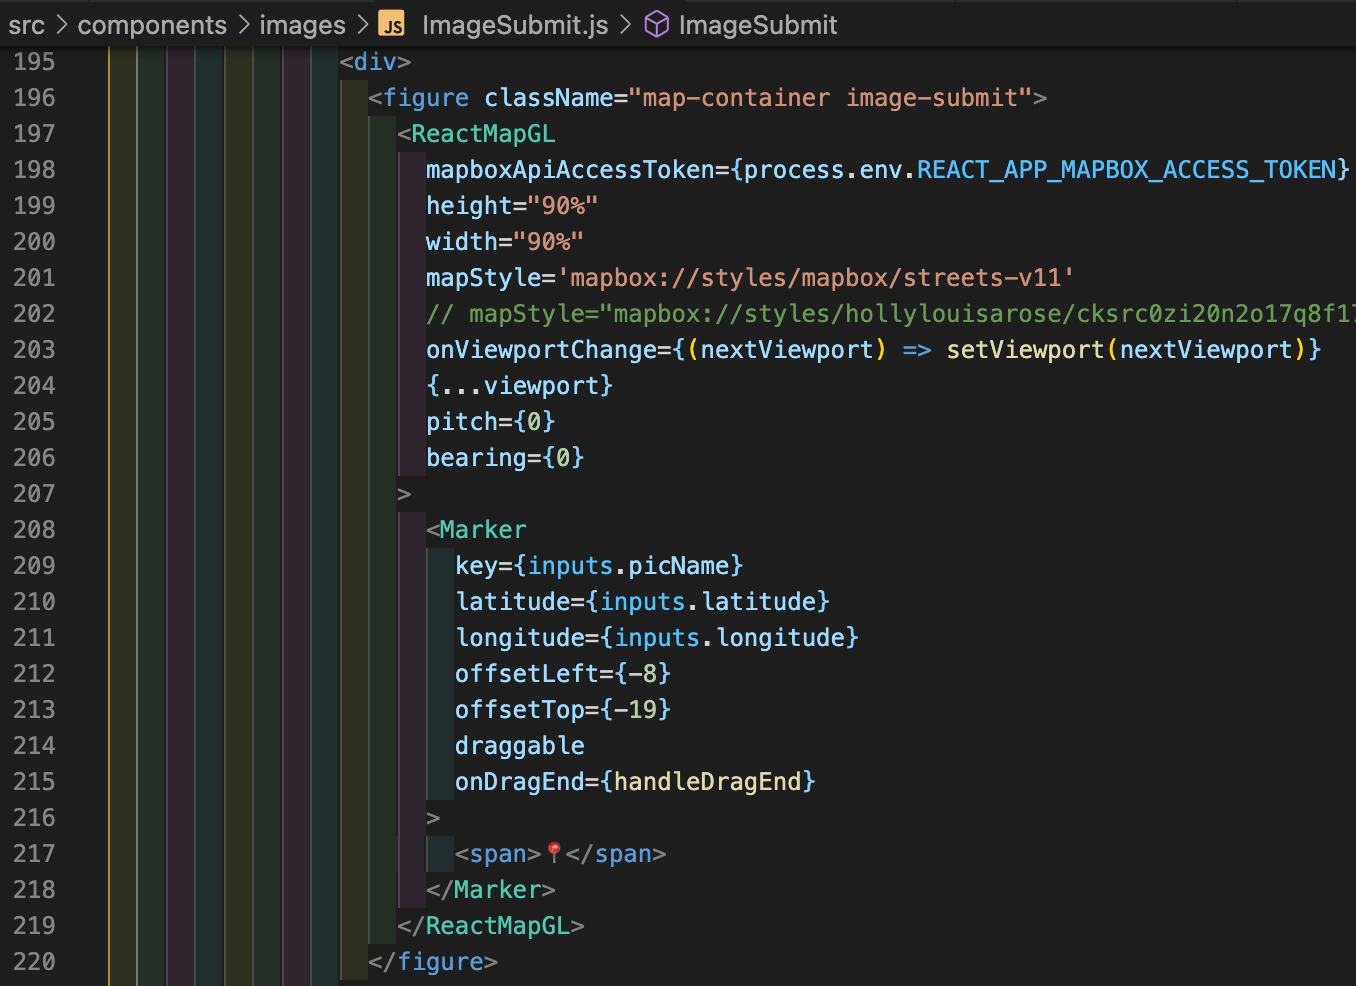 src > components > images > JS ImageSubmit.js > ImageSubmit
195 <div>
196 <figure className="map-container image-submit">
197 <ReactMapGL
198 mapboxApiAccessToken={process.env.REACT_APP_MAPBOX_ACCESS_TOKEN}
199 height="90%"
200 width="90%"
201 mapStyle='mapbox://styles/mapbox/streets-v11'
202 // mapStyle="mapbox://styles/hollylouisarose/cksrc0zi20n2o17q8f17
203 onViewportChange={(nextViewport) => setViewport(nextViewport)}
204 {...viewport}
205 pitch={0}
206 bearing={0}
207 >
208 <Marker
209 key={inputs.picName}
210 latitude={inputs.latitude}
211 longitude={inputs.longitude}
212 offsetLeft={-8}
213 offsetTop={-19}
214 draggable
215 onDragEnd={handleDragEnd}
216 >
217 <span>📍</span>
218 </Marker>
219 </ReactMapGL>
220 </figure>